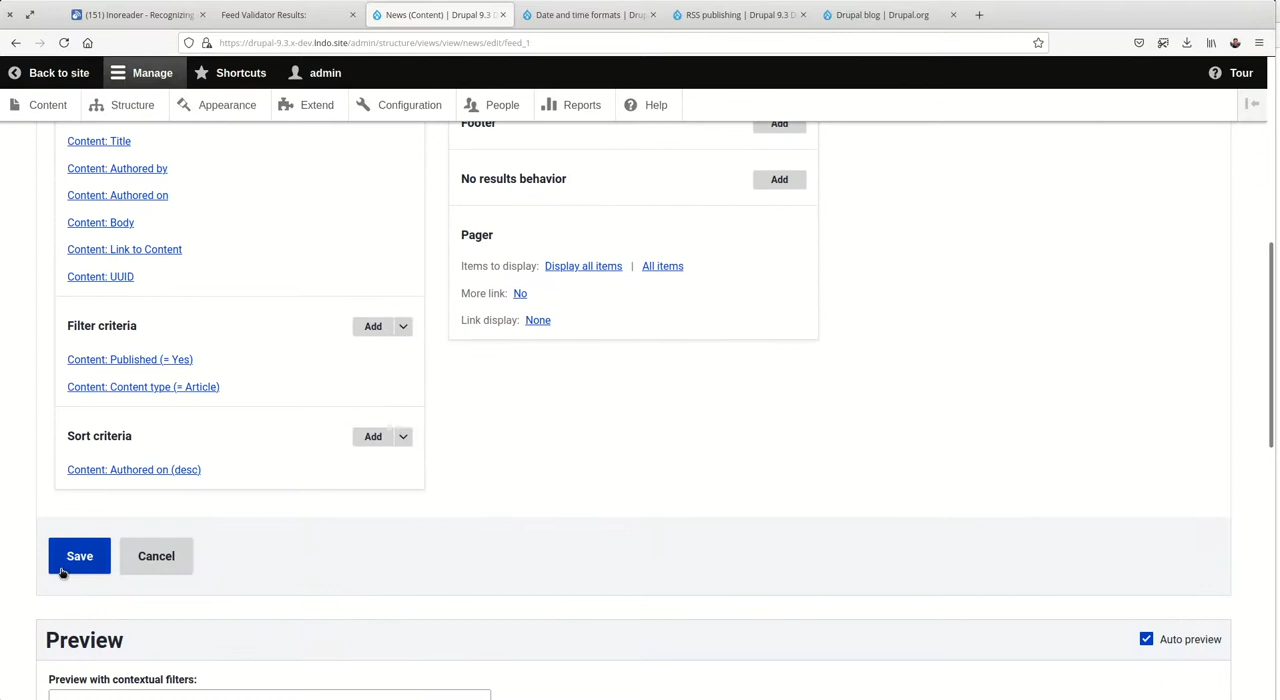 (151) Inoreader - Recognizing
Feed Validator Results:
News (Content) | Drupal 9.3
Date and time formats | Drup
RSS publishing | Drupal 9.3 D
Drupal blog | Drupal.org
https://drupal-9.3.x-dev.lndo.site/admin/structure/views/view/news/edit/feed_1
Back to site
Manage
Shortcuts
admin
Tour
Content
Structure
Appearance
Extend
Configuration
People
Reports
Help
Content: Title
Content: Authored by
Content: Authored on
Content: Body
Content: Link to Content
Content: UUID
Filter criteria
Add
Content: Published (= Yes)
Content: Content type (= Article)
Sort criteria
Add
Content: Authored on (desc)
Footer
Add
No results behavior
Add
Pager
Items to display: Display all items | All items
More link: No
Link display: None
Save
Cancel
Preview
Auto preview
Preview with contextual filters: